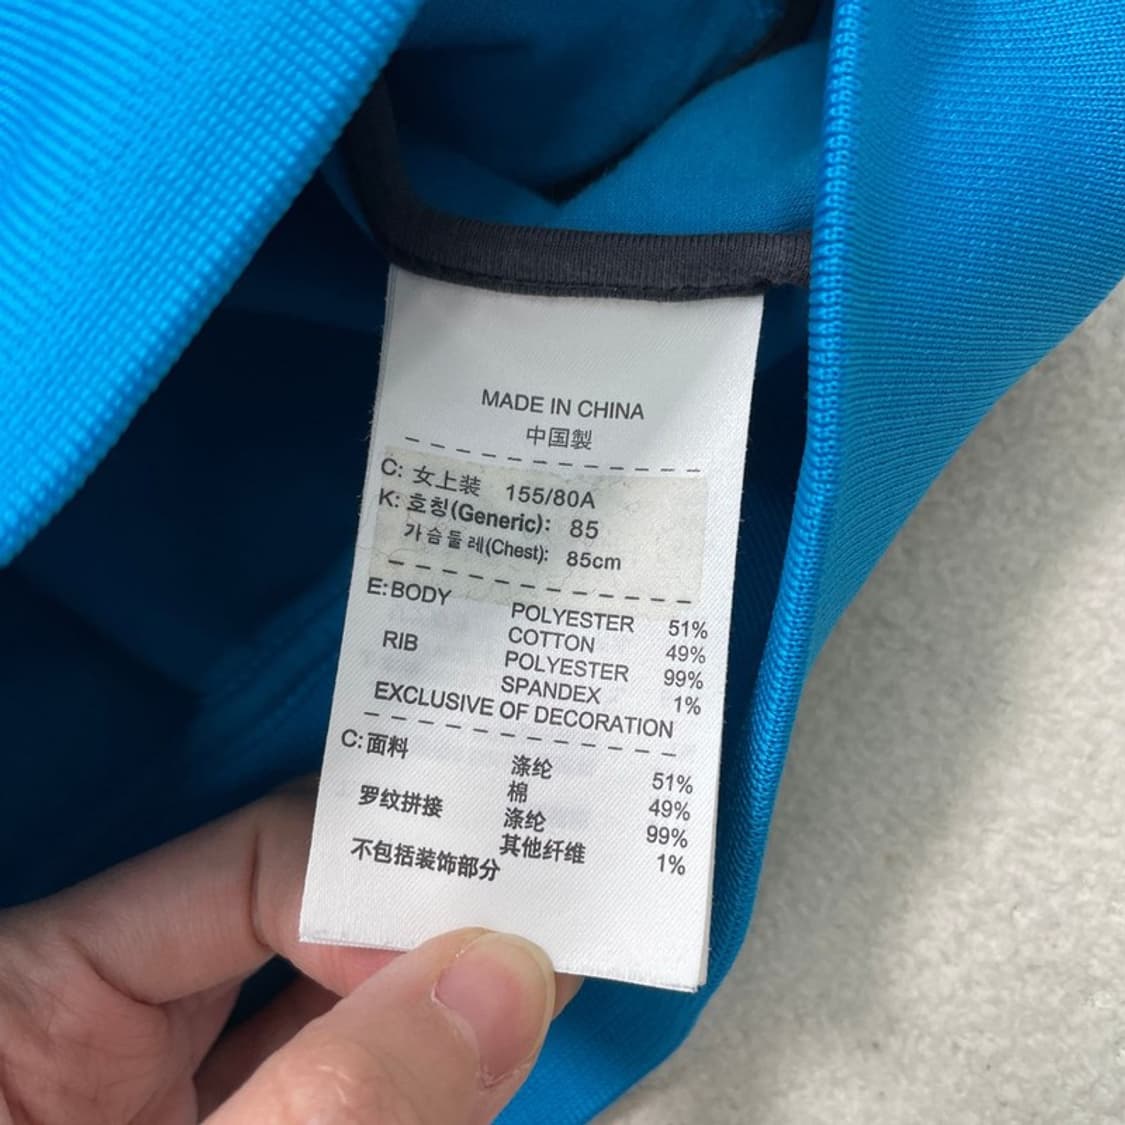 MADE IN CHINA
中国製
C: 女上装 155/80A
K: 호칭(Generic): 85
가슴둘레(Chest): 85cm
E: BODY POLYESTER 51%
COTTON 49%
RIB POLYESTER 99%
SPANDEX 1%
EXCLUSIVE OF DECORATION
C: 面料 涤纶 51%
棉 49%
罗纹拼接 涤纶 99%
其他纤维 1%
不包括装饰部分